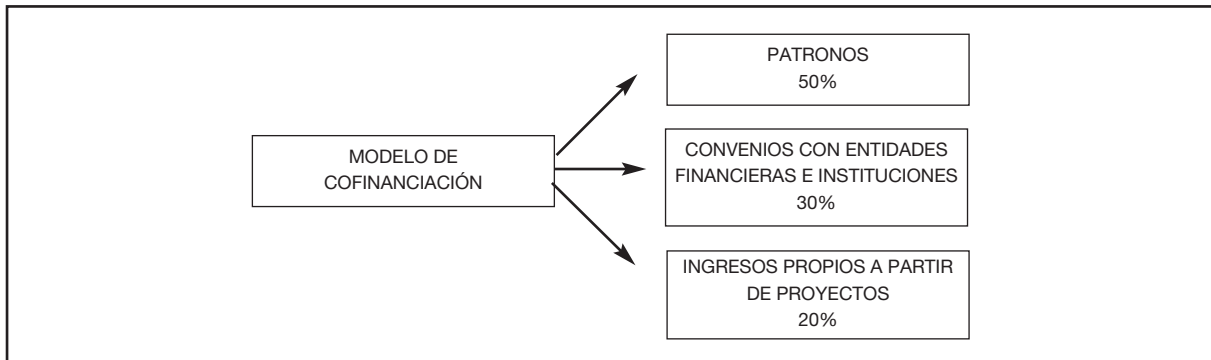 PATRONOS
50%
MODELO DE
COFINANCIACIÓN
CONVENIOS CON ENTIDADES
FINANCIERAS E INSTITUCIONES
30%
INGRESOS PROPIOS A PARTIR
DE PROYECTOS
20%